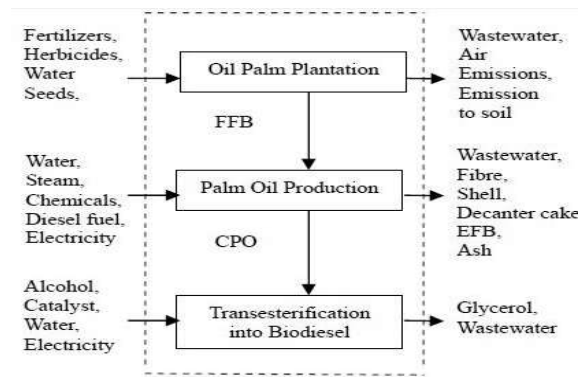 Fertilizers,
Herbicides,
Water
Seeds,
Oil Palm Plantation
Wastewater,
Air
Emissions,
Emission
to soil
FFB
Water,
Steam,
Chemicals,
Diesel fuel,
Electricity
Palm Oil Production
Wastewater,
Fibre,
Shell,
Decanter cake
EFB,
Ash
CPO
Alcohol,
Catalyst,
Water,
Electricity
Transesterification
into Biodiesel
Glycerol,
Wastewater